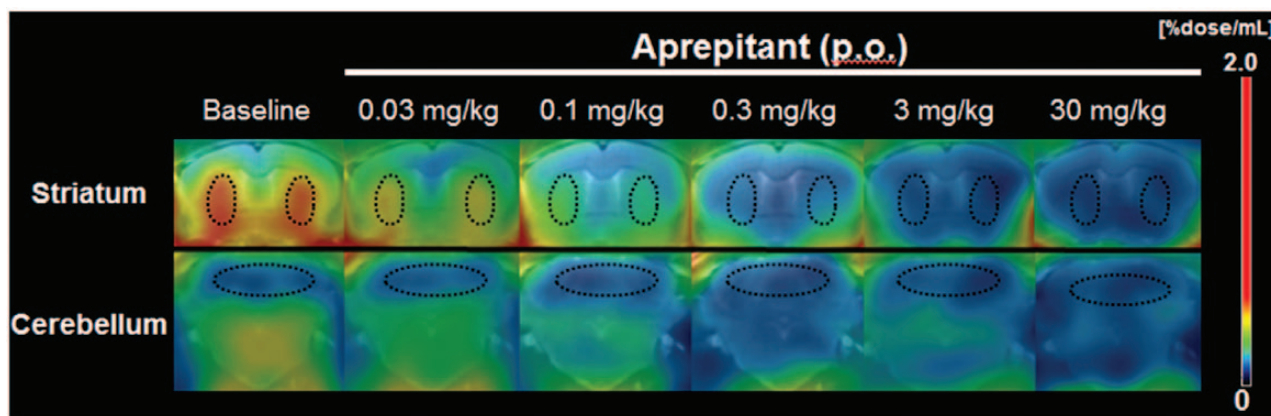 [%dose/mL]
Aprepitant (p.o.)
2.0
Baseline 0.03 mg/kg 0.1 mg/kg 0.3 mg/kg 3 mg/kg 30 mg/kg
Striatum
Cerebellum
0